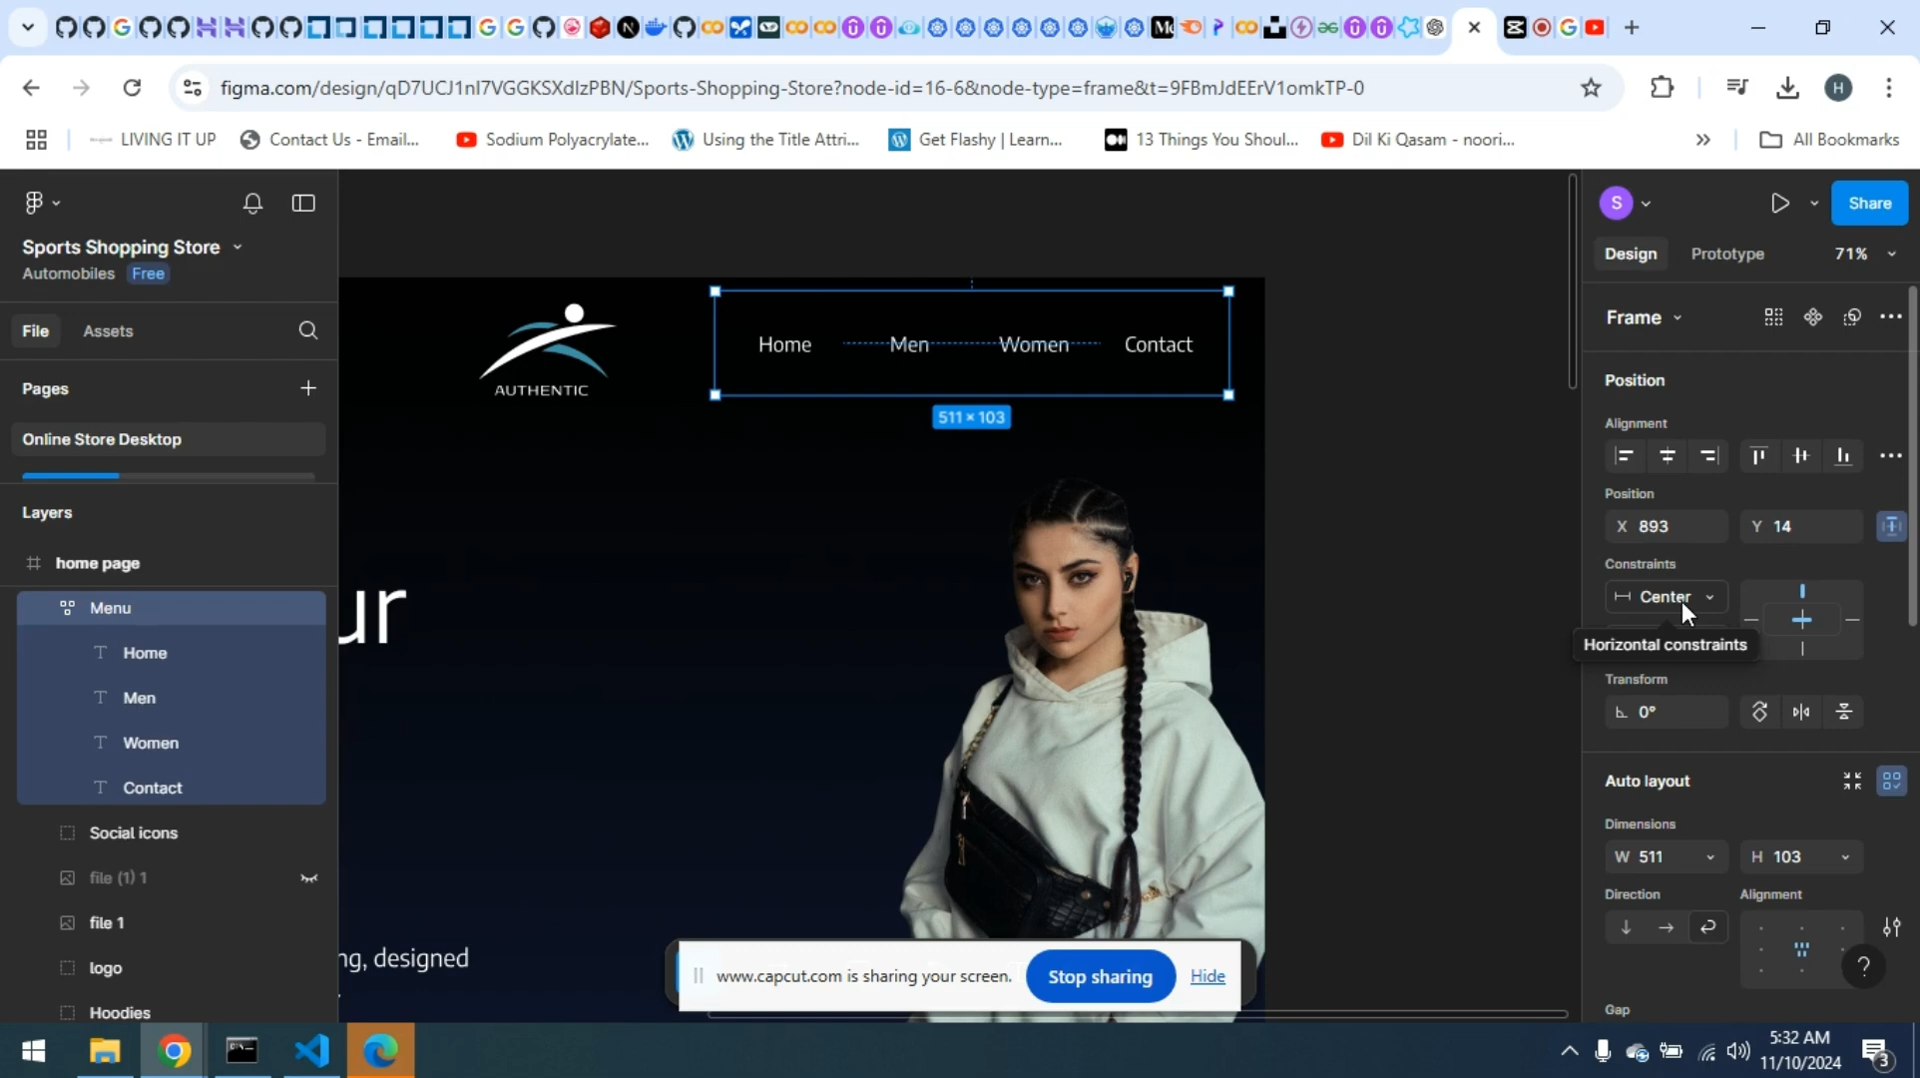 figma.com/design/qD7UCJ1nI7VGGKSXdIzPBN/Sports-Shopping-Store?node-id=16-6&node-type=frame&t=9FBmJdEErV1omkTP-0
H
LIVING IT UP
Contact Us - Email...
Sodium Polyacrylate...
Using the Title Attri...
Get Flashy | Learn...
13 Things You Shoul...
Dil Ki Qasam - noori...
All Bookmarks
S
Share
Sports Shopping Store
Automobiles
Free
Design
Prototype
71%
File
Assets
Frame
Home
Men
Women
Contact
AUTHENTIC
511 × 103
Pages
Online Store Desktop
Position
Alignment
Position
X 893
Y 14
Layers
home page
Constraints
Center
Horizontal constraints
Menu
Home
Men
Women
Contact
Social icons
file (1) 1
file 1
logo
Hoodies
ur
Transform
0°
Auto layout
Dimensions
W 511
H 103
Direction
Alignment
Gap
ng, designed
www.capcut.com is sharing your screen.
Stop sharing
Hide
?
5:32 AM
11/10/2024
3